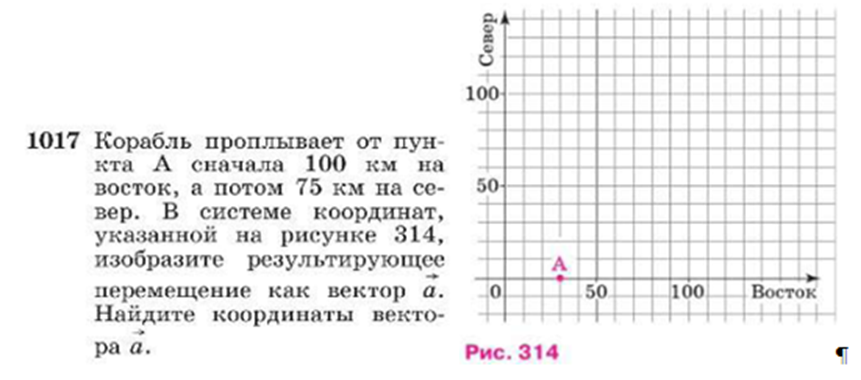 1017 Корабль проплывает от пун-
кта А сначала 100 км на
восток, а потом 75 км на се-
вер. В системе координат,
указанной на рисунке 314,
изобразите результирующее
перемещение как вектор a⃗.
Найдите координаты векто-
ра a⃗.
Север
100
50
А
0 50 100 Восток
Рис. 314
¶